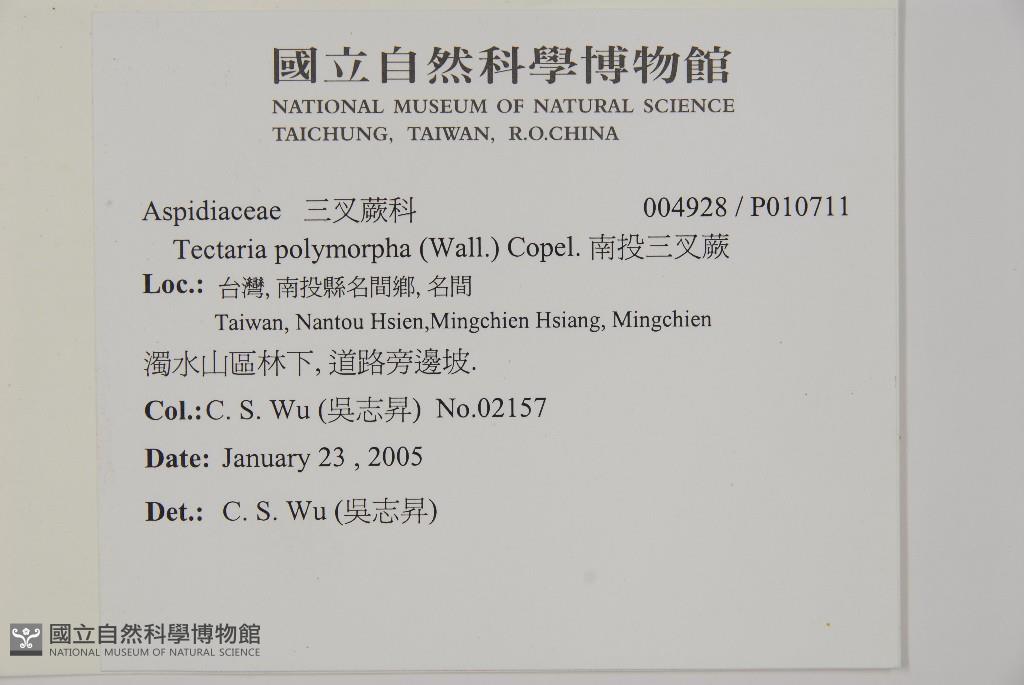 國立自然科學博物館
NATIONAL MUSEUM OF NATURAL SCIENCE
TAICHUNG, TAIWAN, R.O.CHINA
Aspidiaceae 三叉蕨科 004928 / P010711
Tectaria polymorpha (Wall.) Copel. 南投三叉蕨
Loc.: 台灣, 南投縣名間鄉, 名間
Taiwan, Nantou Hsien,Mingchien Hsiang, Mingchien
濁水山區林下, 道路旁邊坡.
Col.: C. S. Wu (吳志昇) No.02157
Date: January 23 , 2005
Det.: C. S. Wu (吳志昇)
國立自然科學博物館
NATIONAL MUSEUM OF NATURAL SCIENCE